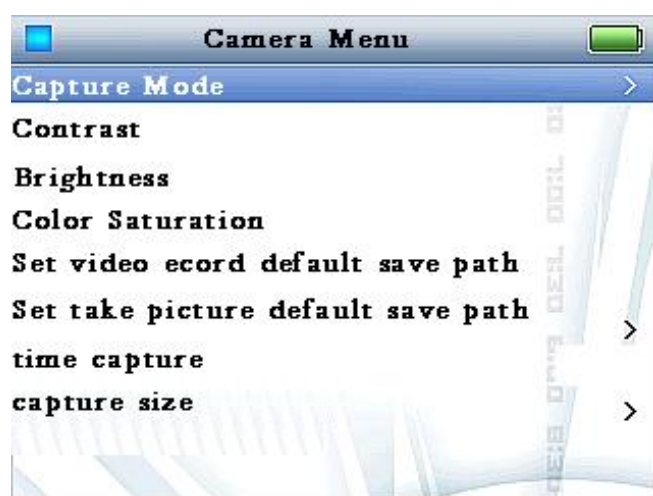 Camera Menu
Capture Mode >
Contrast
Brightness
Color Saturation
Set video ecord default save path
Set take picture default save path
>
time capture
capture size
>